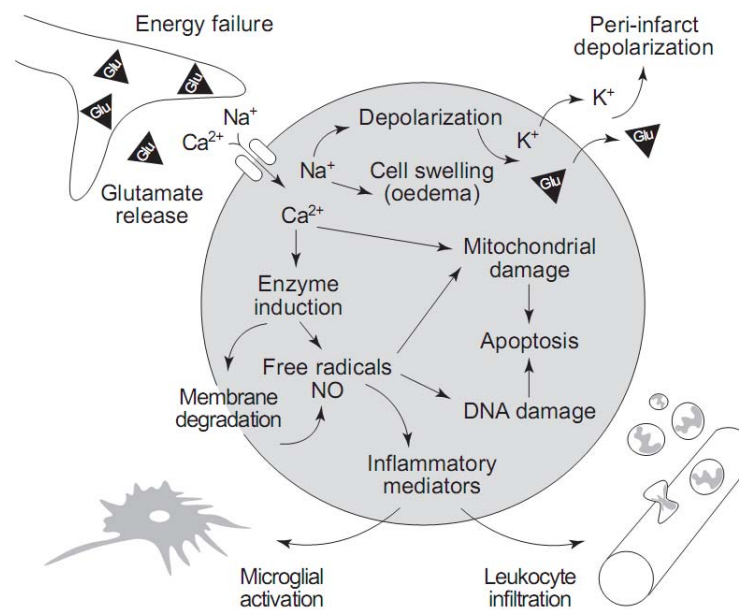 Energy failure
Glu
Glu
Glu
Glu
Na+
Ca2+
Glutamate
release
Peri-infarct
depolarization
K+
Glu
Depolarization
K+
Na+
Cell swelling
(oedema)
Glu
Ca2+
Mitochondrial
damage
Enzyme
induction
Apoptosis
Free radicals
NO
Membrane
degradation
DNA damage
Inflammatory
mediators
Microglial
activation
Leukocyte
infiltration